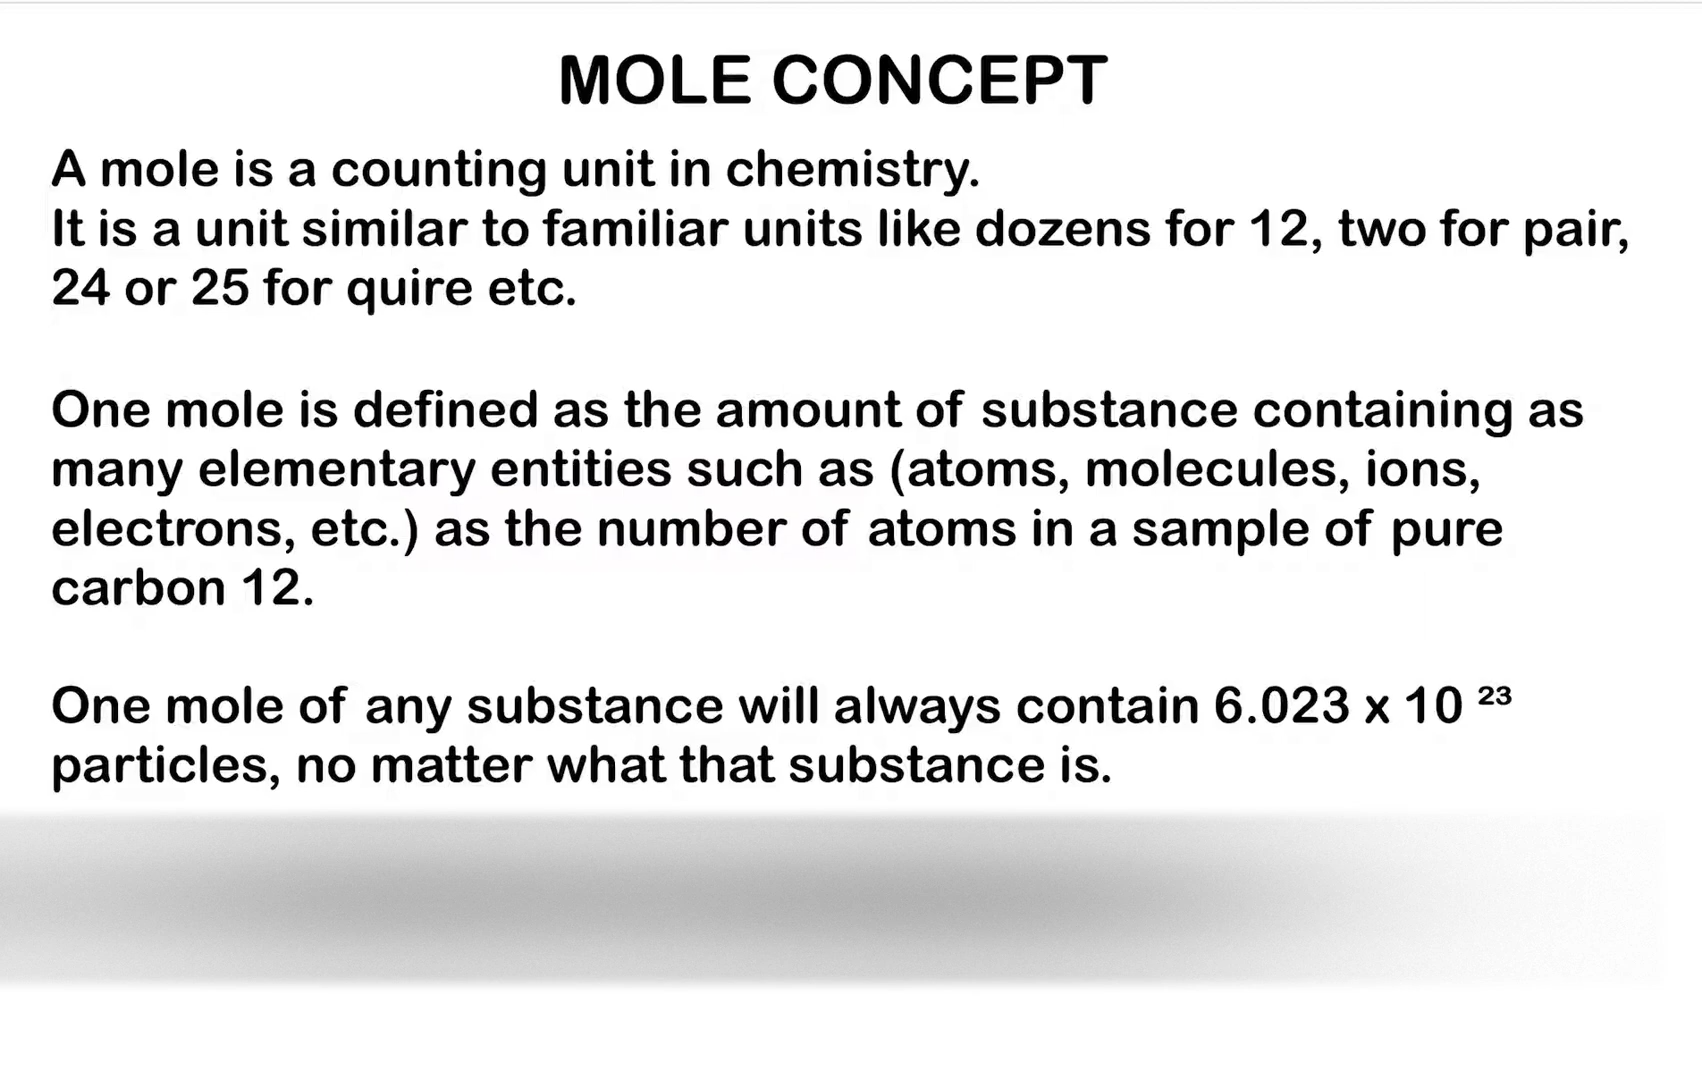 MOLE CONCEPT
A mole is a counting unit in chemistry.
It is a unit similar to familiar units like dozens for 12, two for pair,
24 or 25 for quire etc.
One mole is defined as the amount of substance containing as
many elementary entities such as (atoms, molecules, ions,
electrons, etc.) as the number of atoms in a sample of pure
carbon 12.
One mole of any substance will always contain 6.023 x 10 ²³
particles, no matter what that substance is.